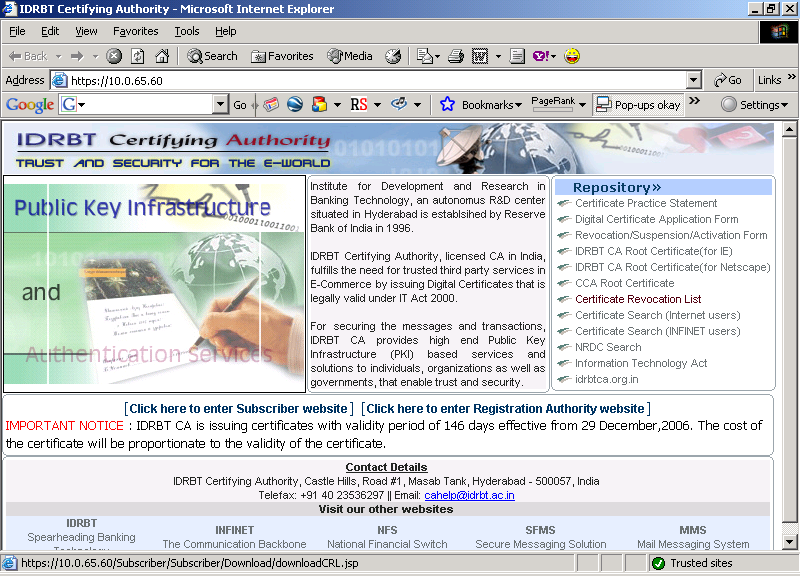 IDRBT Certifying Authority - Microsoft Internet Explorer
File Edit View Favorites Tools Help
Back Search Favorites Media
Address https://10.0.65.60 Go Links »
Google G Go RS Bookmarks PageRank Pop-ups okay » Settings
IDRBT Certifying Authority
TRUST AND SECURITY FOR THE E-WORLD
Public Key Infrastructure
and
Authentication Services
Institute for Development and Research in
Banking Technology, an autonomus R&D center
situated in Hyderabad is establsihed by Reserve
Bank of India in 1996.
IDRBT Certifying Authority, licensed CA in India,
fulfills the need for trusted third party services in
E-Commerce by issuing Digital Certificates that is
legally valid under IT Act 2000.
For securing the messages and transactions,
IDRBT CA provides high end Public Key
Infrastructure (PKI) based services and
solutions to individuals, organizations as well as
governments, that enable trust and security.
Repository»
Certificate Practice Statement
Digital Certificate Application Form
Revocation/Suspension/Activation Form
IDRBT CA Root Certificate(for IE)
IDRBT CA Root Certificate(for Netscape)
CCA Root Certificate
Certificate Revocation List
Certificate Search (Internet users)
Certificate Search (INFINET users)
NRDC Search
Information Technology Act
idrbtca.org.in
[Click here to enter Subscriber website] [Click here to enter Registration Authority website]
IMPORTANT NOTICE : IDRBT CA is issuing certificates with validity period of 146 days effective from 29 December,2006. The cost of
the certificate will be proportionate to the validity of the certificate.
Contact Details
IDRBT Certifying Authority, Castle Hills, Road #1, Masab Tank, Hyderabad - 500057, India
Telefax: +91 40 23536297 || Email: cahelp@idrbt.ac.in
Visit our other websites
IDRBT INFINET NFS SFMS MMS
Spearheading Banking The Communication Backbone National Financial Switch Secure Messaging Solution Mail Messaging System
Technology
https://10.0.65.60/Subscriber/Subscriber/Download/downloadCRL.jsp Trusted sites